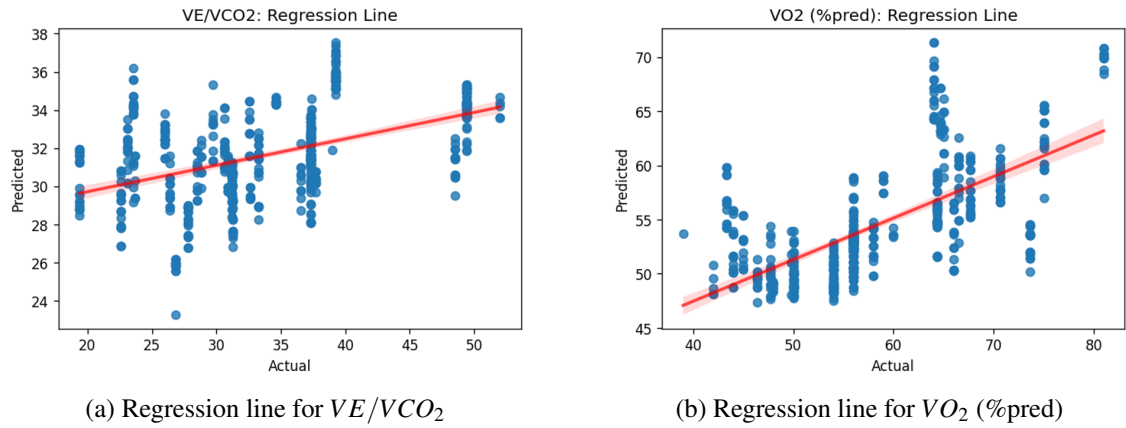 VE/VCO2: Regression Line
38
36
34
32
30
28
26
24
Predicted
20 25 30 35 40 45 50
Actual
(a) Regression line for VE/VCO₂
VO2 (%pred): Regression Line
70
65
60
55
50
45
Predicted
40 50 60 70 80
Actual
(b) Regression line for VO₂ (%pred)